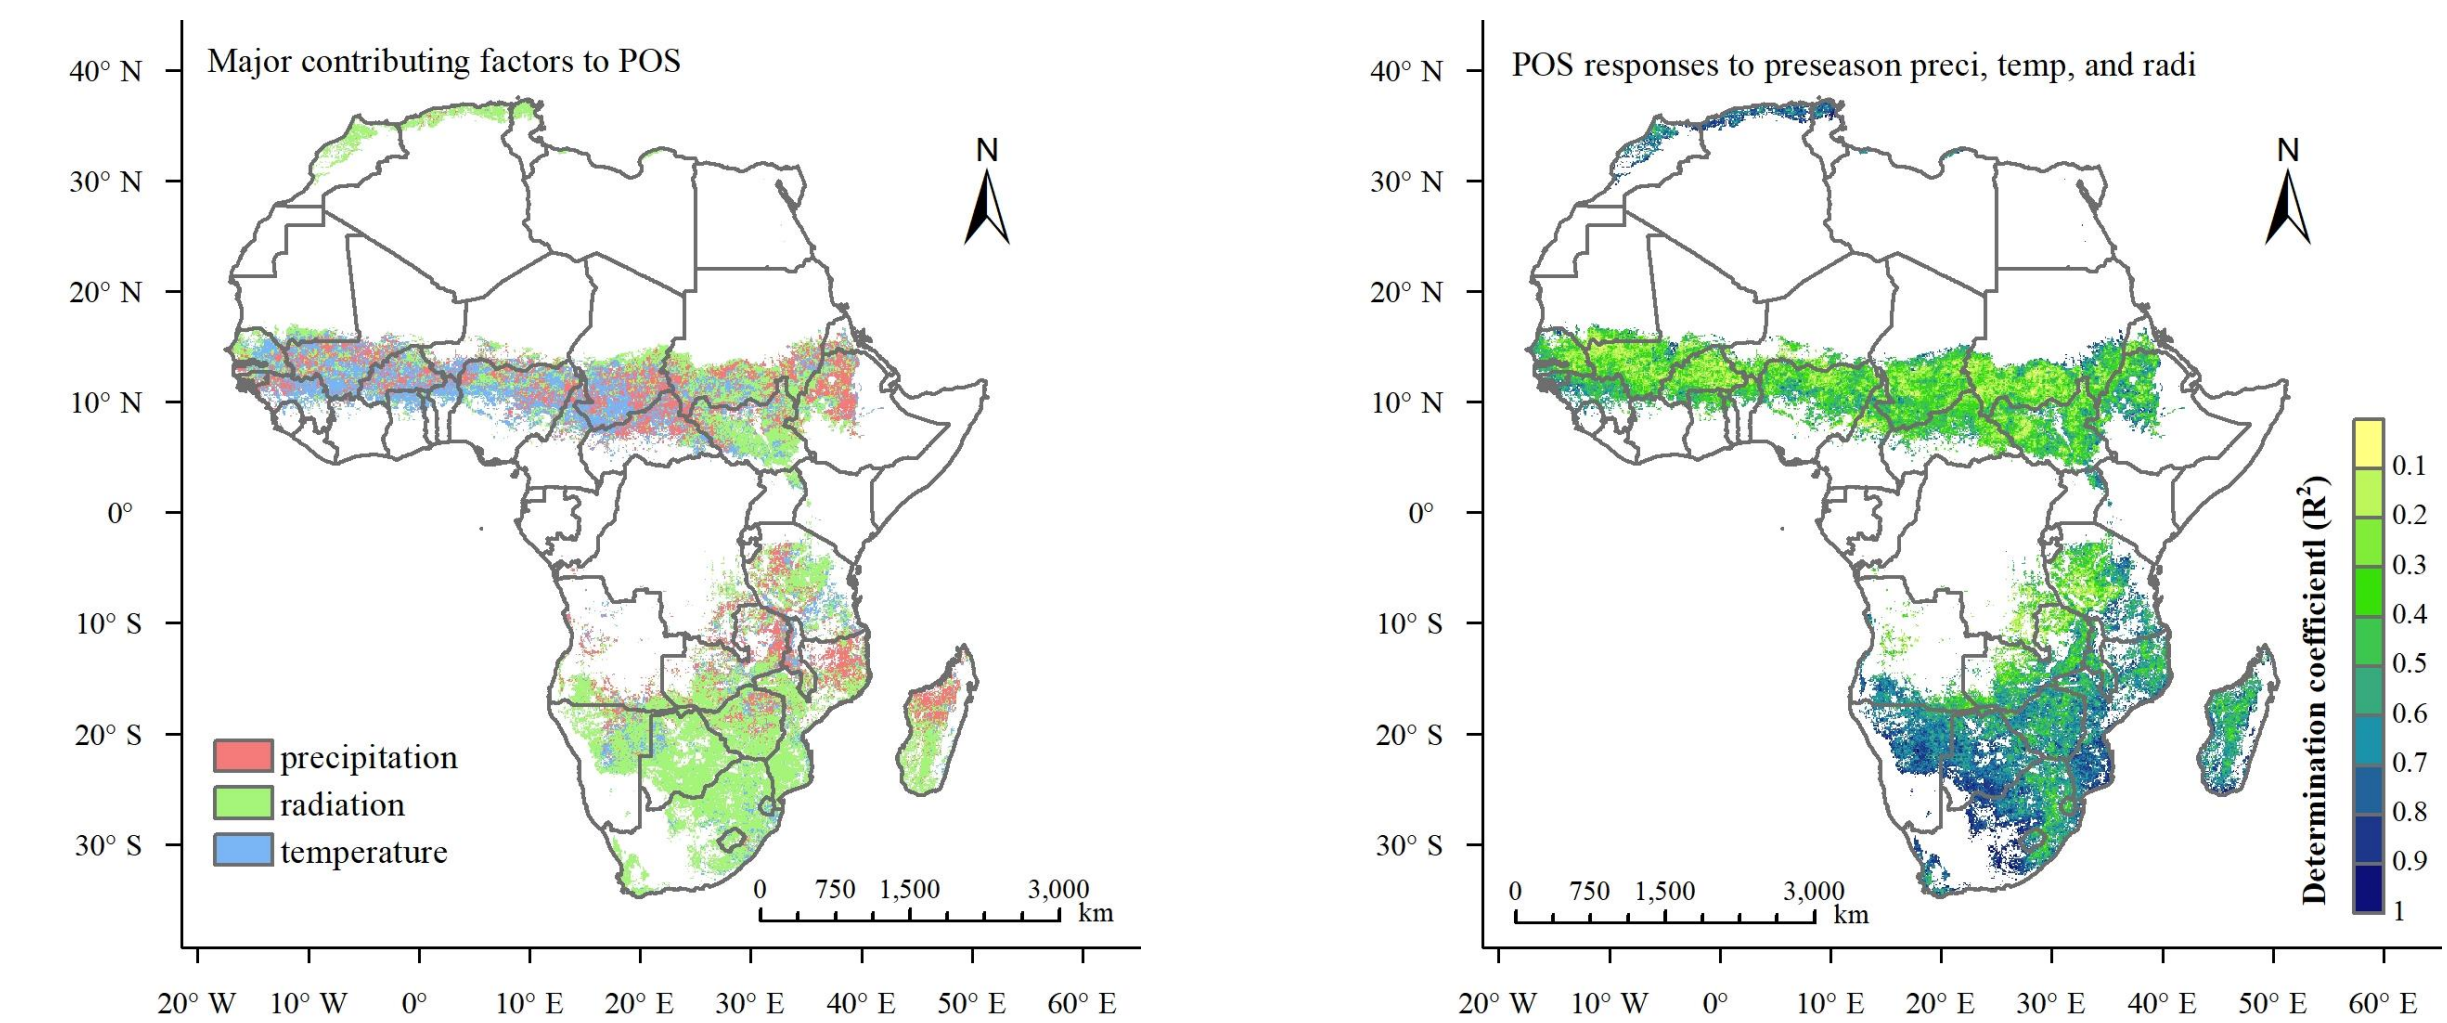 Major contributing factors to POS
40° N
30° N
20° N
10° N
0°
10° S
20° S
30° S
N
precipitation
radiation
temperature
0 750 1,500 3,000
km
20° W 10° W 0° 10° E 20° E 30° E 40° E 50° E 60° E
POS responses to preseason preci, temp, and radi
40° N
30° N
20° N
10° N
0°
10° S
20° S
30° S
N
Determination coefficientl (R²)
0.1
0.2
0.3
0.4
0.5
0.6
0.7
0.8
0.9
1
0 750 1,500 3,000
km
20° W 10° W 0° 10° E 20° E 30° E 40° E 50° E 60° E